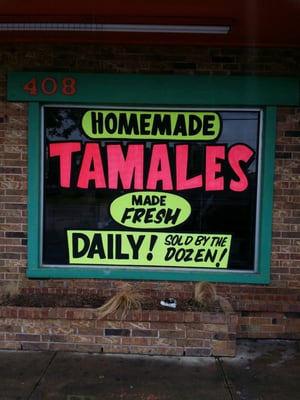 408
HOMEMADE
TAMALES
MADE
FRESH
DAILY! SOLD BY THE
DOZEN!